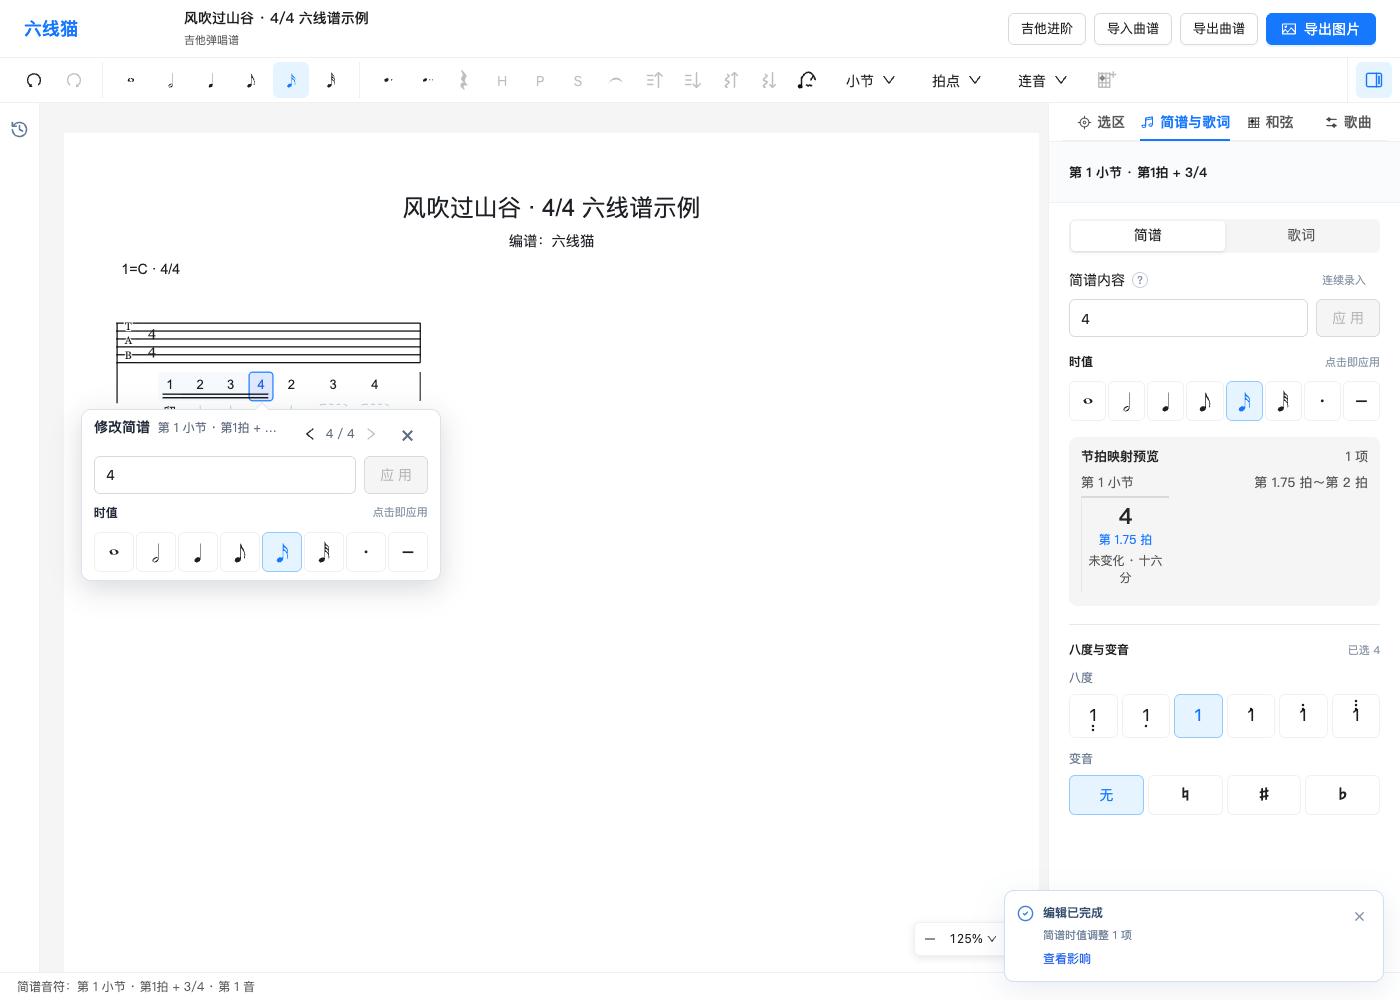 六线猫
风吹过山谷 · 4/4 六线谱示例
吉他弹唱谱
吉他进阶
导入曲谱
导出曲谱
导出图片
H
P
S
小节
拍点
连音
选区
简谱与歌词
和弦
歌曲
风吹过山谷 · 4/4 六线谱示例
编谱：六线猫
1=C · 4/4
T
A
B
4
4
1 2 3 4 2 3 4
修改简谱 第 1 小节 · 第1拍 + ...
4 / 4
4
应 用
时值
点击即应用
125%
第 1 小节 · 第1拍 + 3/4
简谱
歌词
简谱内容 ?
连续录入
4
应 用
时值
点击即应用
节拍映射预览
1 项
第 1 小节
第 1.75 拍～第 2 拍
4
第 1.75 拍
未变化 · 十六
分
八度与变音
已选 4
八度
1 1 1 1 1 1
变音
无 ♮ ♯ ♭
编辑已完成
简谱时值调整 1 项
查看影响
简谱音符：第 1 小节 · 第1拍 + 3/4 · 第 1 音